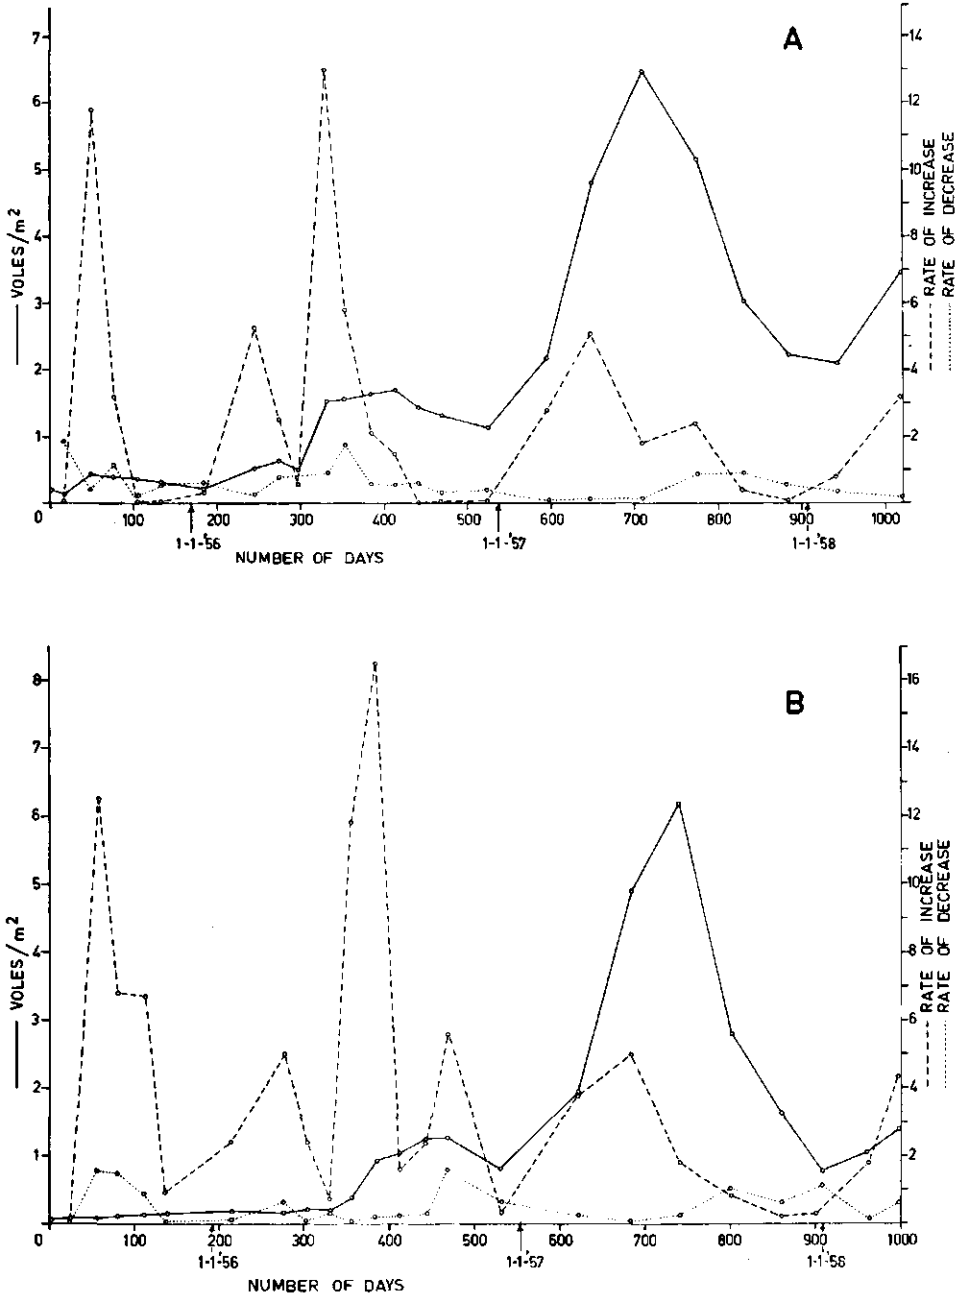 A
7
6
5
4
3
2
1
VOLES/m²
14
12
10
8
6
4
2
RATE OF INCREASE
RATE OF DECREASE
0 100 200 300 400 500 600 700 800 900 1000
1-1-'56 1-1-'57 1-1-'58
NUMBER OF DAYS
B
8
7
6
5
4
3
2
1
VOLES/m²
16
14
12
10
8
6
4
2
RATE OF INCREASE
RATE OF DECREASE
0 100 200 300 400 500 600 700 800 900 1000
1-1-'56 1-1-'57 1-1-'58
NUMBER OF DAYS